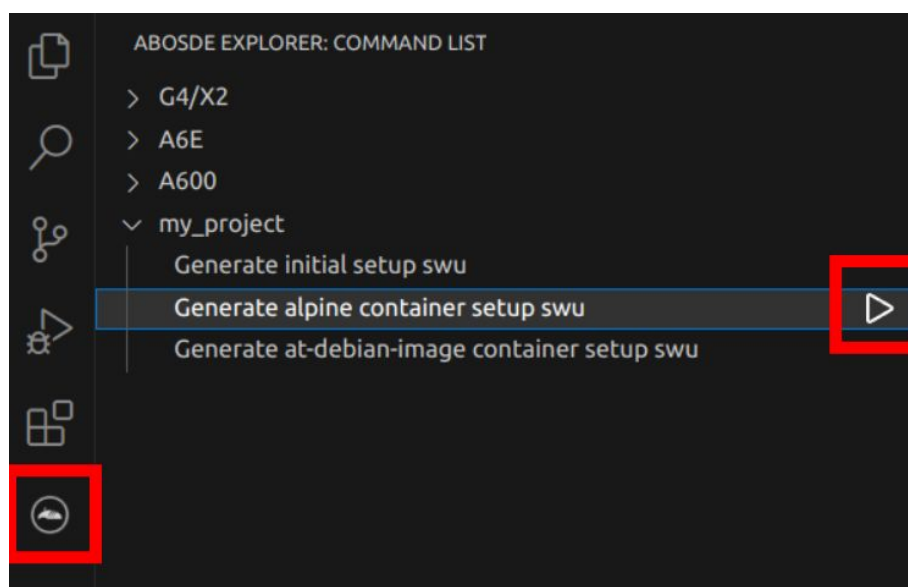 ABOSDE EXPLORER: COMMAND LIST
G4/X2
A6E
A600
my_project
Generate initial setup swu
Generate alpine container setup swu
Generate at-debian-image container setup swu